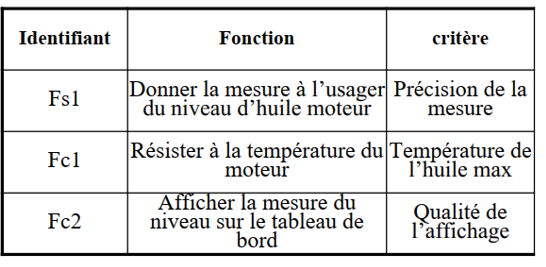 Identifiant Fonction critère
Fs1 Donner la mesure à l’usager du niveau d’huile moteur Précision de la mesure
Fc1 Résister à la température du moteur Température de l’huile max
Fc2 Afficher la mesure du niveau sur le tableau de bord Qualité de l’affichage